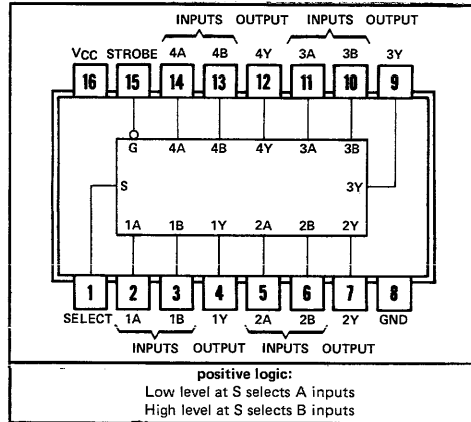 INPUTS OUTPUT INPUTS OUTPUT
VCC STROBE 4A 4B 4Y 3A 3B 3Y
16 15 14 13 12 11 10 9
G 4A 4B 4Y 3A 3B
S 3Y
1A 1B 1Y 2A 2B 2Y
1 2 3 4 5 6 7 8
SELECT 1A 1B 1Y 2A 2B 2Y GND
INPUTS OUTPUT INPUTS OUTPUT
positive logic:
Low level at S selects A inputs
High level at S selects B inputs